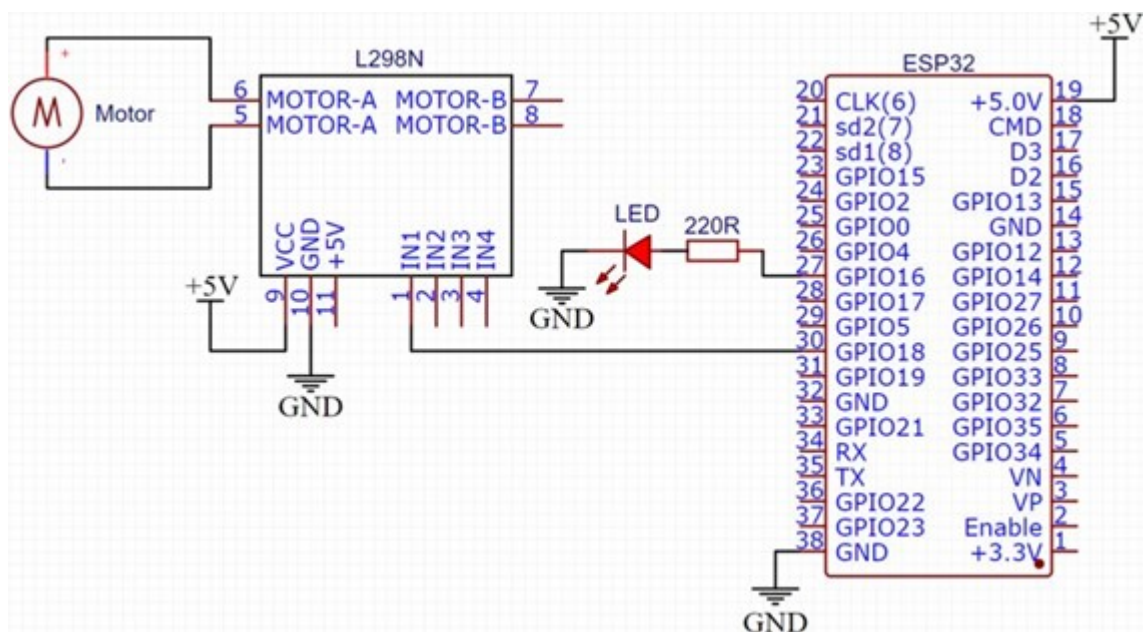 +5V
L298N
ESP32
+
M
Motor
6 MOTOR-A MOTOR-B 7
5 MOTOR-A MOTOR-B 8
VCC GND +5V IN1 IN2 IN3 IN4
9 10 11 1 2 3 4
+5V
GND
LED
220R
GND
20 CLK(6) +5.0V 19
21 sd2(7) CMD 18
22 sd1(8) D3 17
23 GPIO15 D2 16
24 GPIO2 GPIO13 15
25 GPIO0 GND 14
26 GPIO4 GPIO12 13
27 GPIO16 GPIO14 12
28 GPIO17 GPIO27 11
29 GPIO5 GPIO26 10
30 GPIO18 GPIO25 9
31 GPIO19 GPIO33 8
32 GND GPIO32 7
33 GPIO21 GPIO35 6
34 RX GPIO34 5
35 TX VN 4
36 GPIO22 VP 3
37 GPIO23 Enable 2
38 GND +3.3V 1
GND